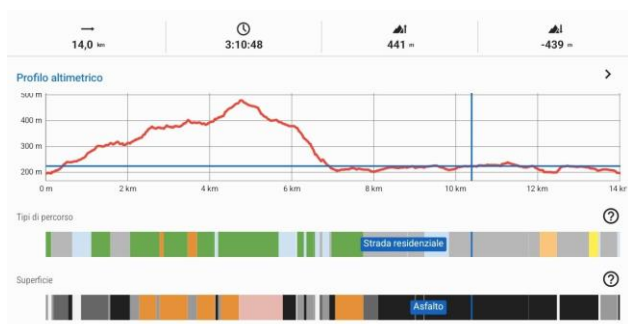 14,0 km
3:10:48
441 m
-439 m
Profilo altimetrico
500 m
400 m
300 m
200 m
0 m 2 km 4 km 6 km 8 km 10 km 12 km 14 kr
Tipi di percorso
Strada residenziale
Superficie
Asfalto